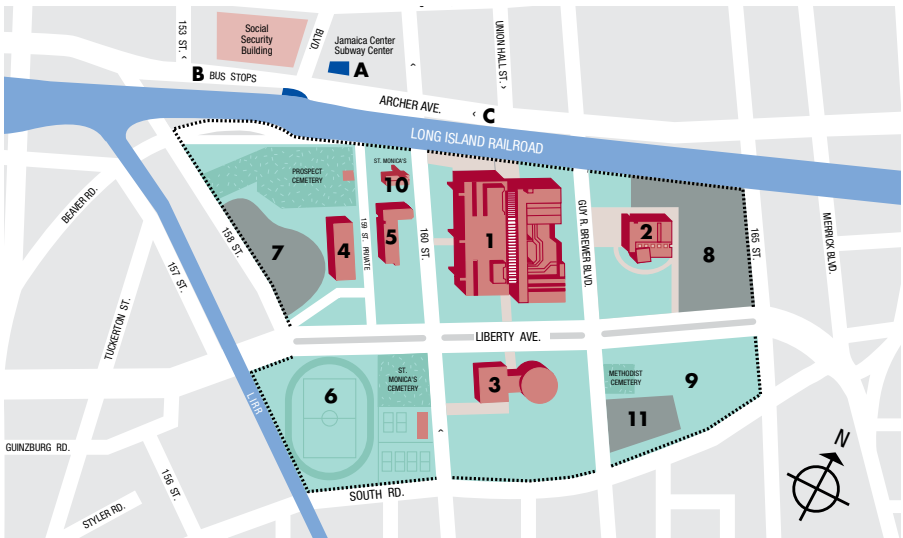 153 ST.
Social
Security
Building
BLVD.
Jamaica Center
Subway Center
UNION HALL ST.
A
B BUS STOPS
ARCHER AVE.
C
LONG ISLAND RAILROAD
PROSPECT
CEMETERY
ST. MONICA'S
10
BEAVER RD.
158 ST.
7
4
159 ST. PRIVATE
5
160 ST.
1
GUY R. BREWER BLVD.
2
8
165 ST.
MERRICK BLVD.
157 ST.
TUCKERTON ST.
LIBERTY AVE.
LIRR
6
ST.
MONICA'S
CEMETERY
3
METHODIST
CEMETERY
9
11
GUINZBURG RD.
156 ST.
STYLER RD.
SOUTH RD.
N